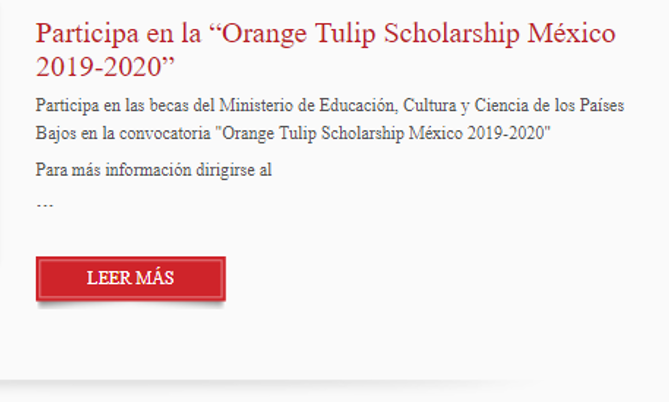 Participa en la “Orange Tulip Scholarship México
2019-2020”
Participa en las becas del Ministerio de Educación, Cultura y Ciencia de los Países
Bajos en la convocatoria "Orange Tulip Scholarship México 2019-2020"
Para más información dirigirse al
...
LEER MÁS